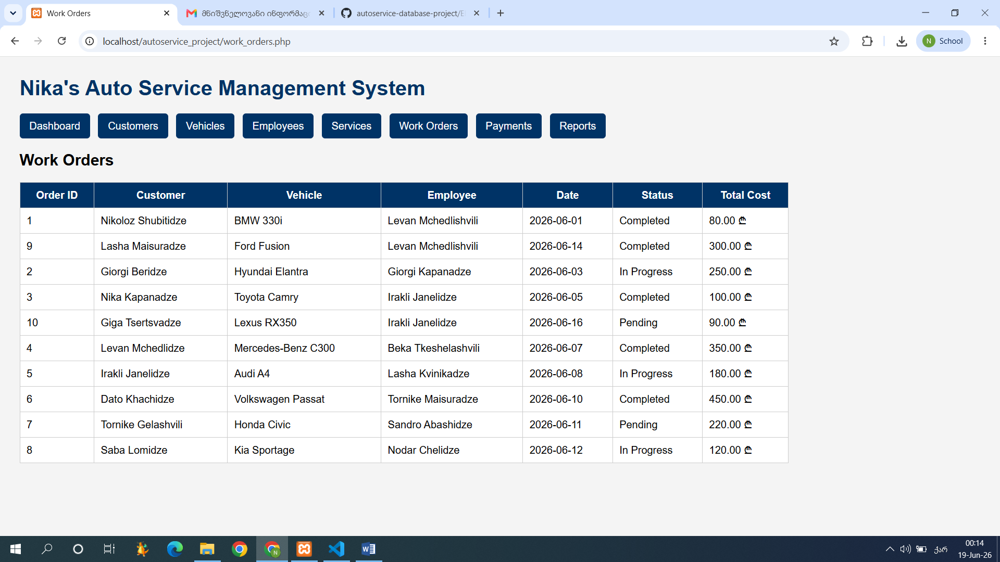 Work Orders
მნიშვნელოვანი ინფორმაც
autoservice-database-project/E
localhost/autoservice_project/work_orders.php
N School
Nika's Auto Service Management System
Dashboard Customers Vehicles Employees Services Work Orders Payments Reports
Work Orders
Order ID Customer Vehicle Employee Date Status Total Cost
1 Nikoloz Shubitidze BMW 330i Levan Mchedlishvili 2026-06-01 Completed 80.00 ₾
9 Lasha Maisuradze Ford Fusion Levan Mchedlishvili 2026-06-14 Completed 300.00 ₾
2 Giorgi Beridze Hyundai Elantra Giorgi Kapanadze 2026-06-03 In Progress 250.00 ₾
3 Nika Kapanadze Toyota Camry Irakli Janelidze 2026-06-05 Completed 100.00 ₾
10 Giga Tsertsvadze Lexus RX350 Irakli Janelidze 2026-06-16 Pending 90.00 ₾
4 Levan Mchedlidze Mercedes-Benz C300 Beka Tkeshelashvili 2026-06-07 Completed 350.00 ₾
5 Irakli Janelidze Audi A4 Lasha Kvinikadze 2026-06-08 In Progress 180.00 ₾
6 Dato Khachidze Volkswagen Passat Tornike Maisuradze 2026-06-10 Completed 450.00 ₾
7 Tornike Gelashvili Honda Civic Sandro Abashidze 2026-06-11 Pending 220.00 ₾
8 Saba Lomidze Kia Sportage Nodar Chelidze 2026-06-12 In Progress 120.00 ₾
N
W
ქარ
00:14
19-Jun-26